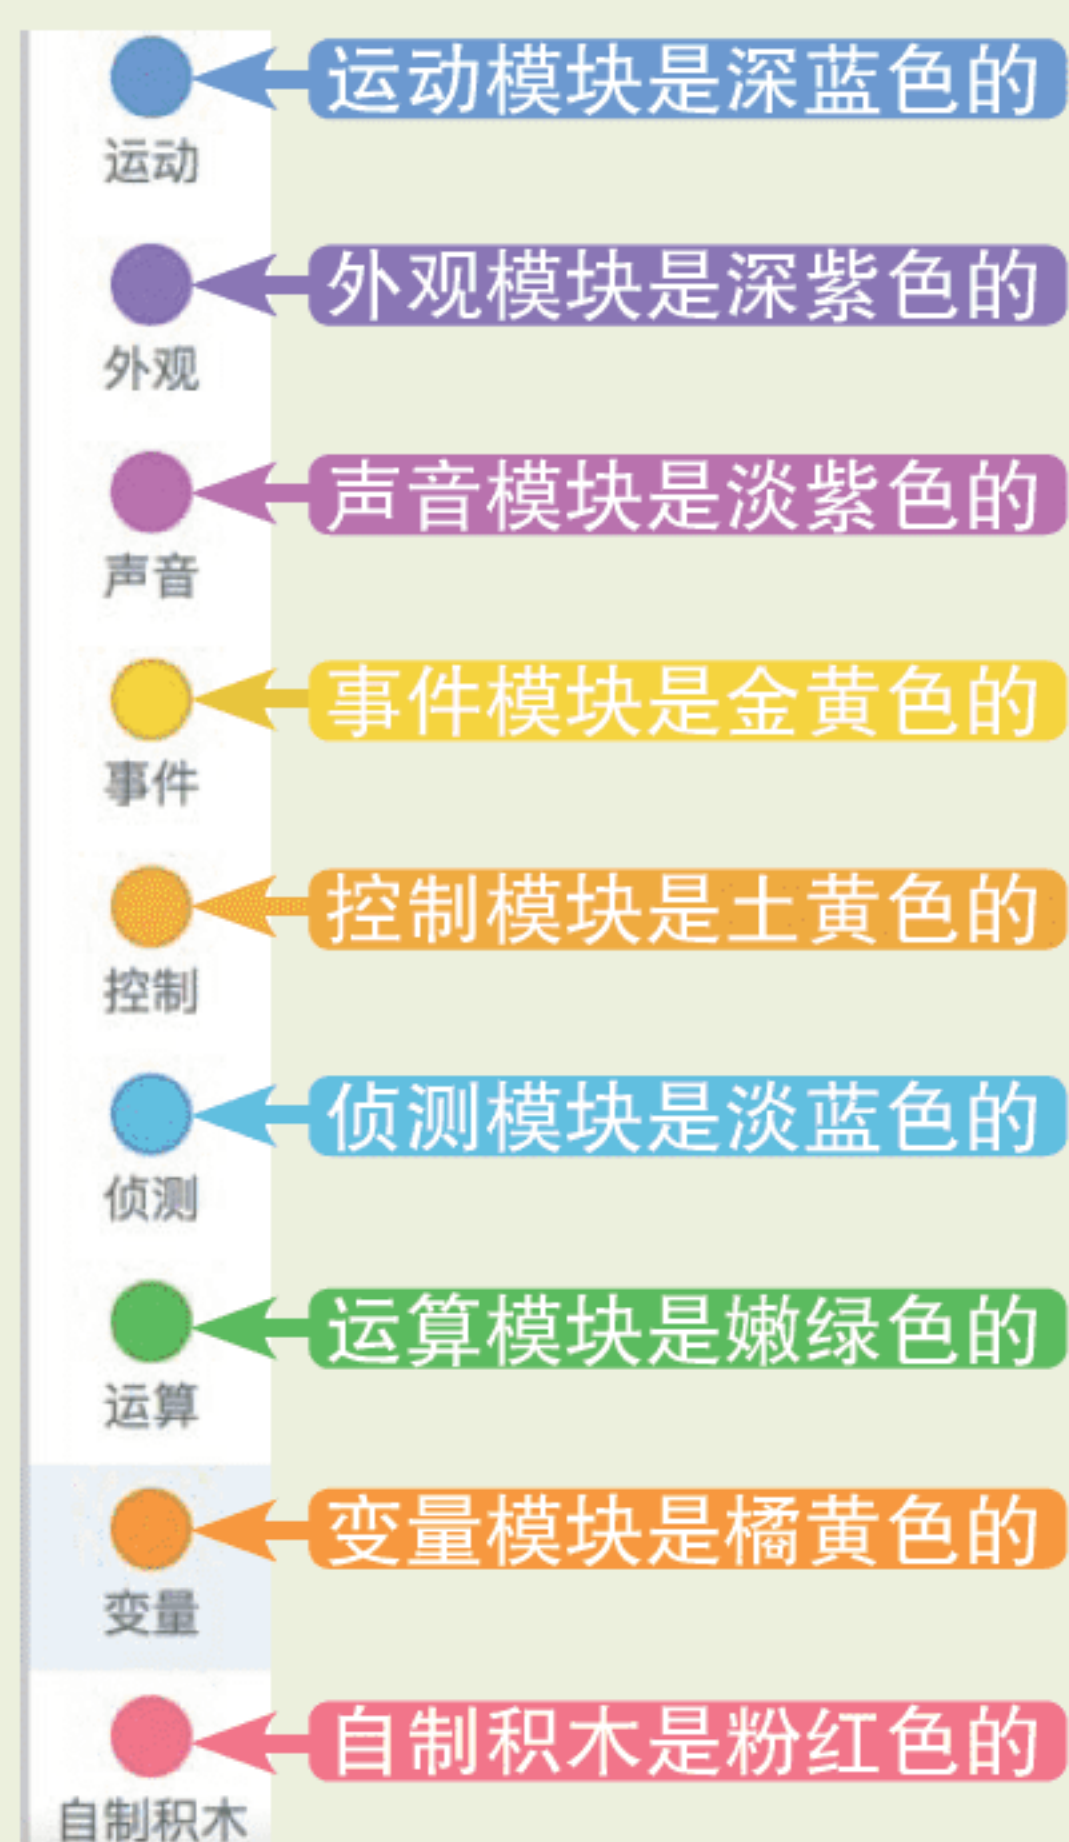 运动模块是深蓝色的
运动
外观模块是深紫色的
外观
声音模块是淡紫色的
声音
事件模块是金黄色的
事件
控制模块是土黄色的
控制
侦测模块是淡蓝色的
侦测
运算模块是嫩绿色的
运算
变量模块是橘黄色的
变量
自制积木是粉红色的
自制积木